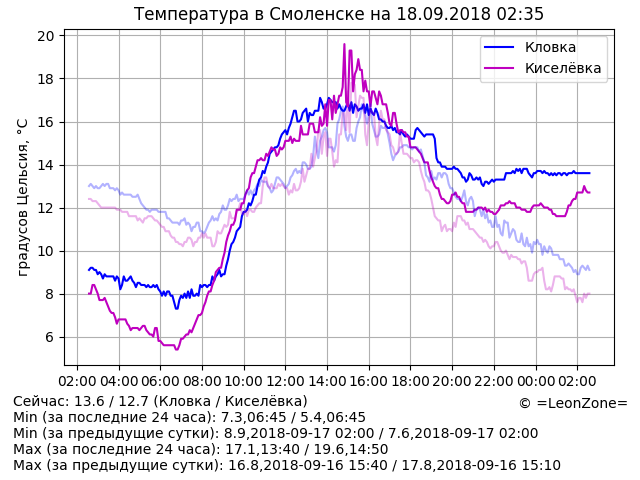 Температура в Смоленске на 18.09.2018 02:35
Кловка
Киселёвка
градусов Цельсия, °C
20
18
16
14
12
10
8
6
02:00 04:00 06:00 08:00 10:00 12:00 14:00 16:00 18:00 20:00 22:00 00:00 02:00
Сейчас: 13.6 / 12.7 (Кловка / Киселёвка)
© =LeonZone=
Min (за последние 24 часа): 7.3,06:45 / 5.4,06:45
Min (за предыдущие сутки): 8.9,2018-09-17 02:00 / 7.6,2018-09-17 02:00
Max (за последние 24 часа): 17.1,13:40 / 19.6,14:50
Max (за предыдущие сутки): 16.8,2018-09-16 15:40 / 17.8,2018-09-16 15:10